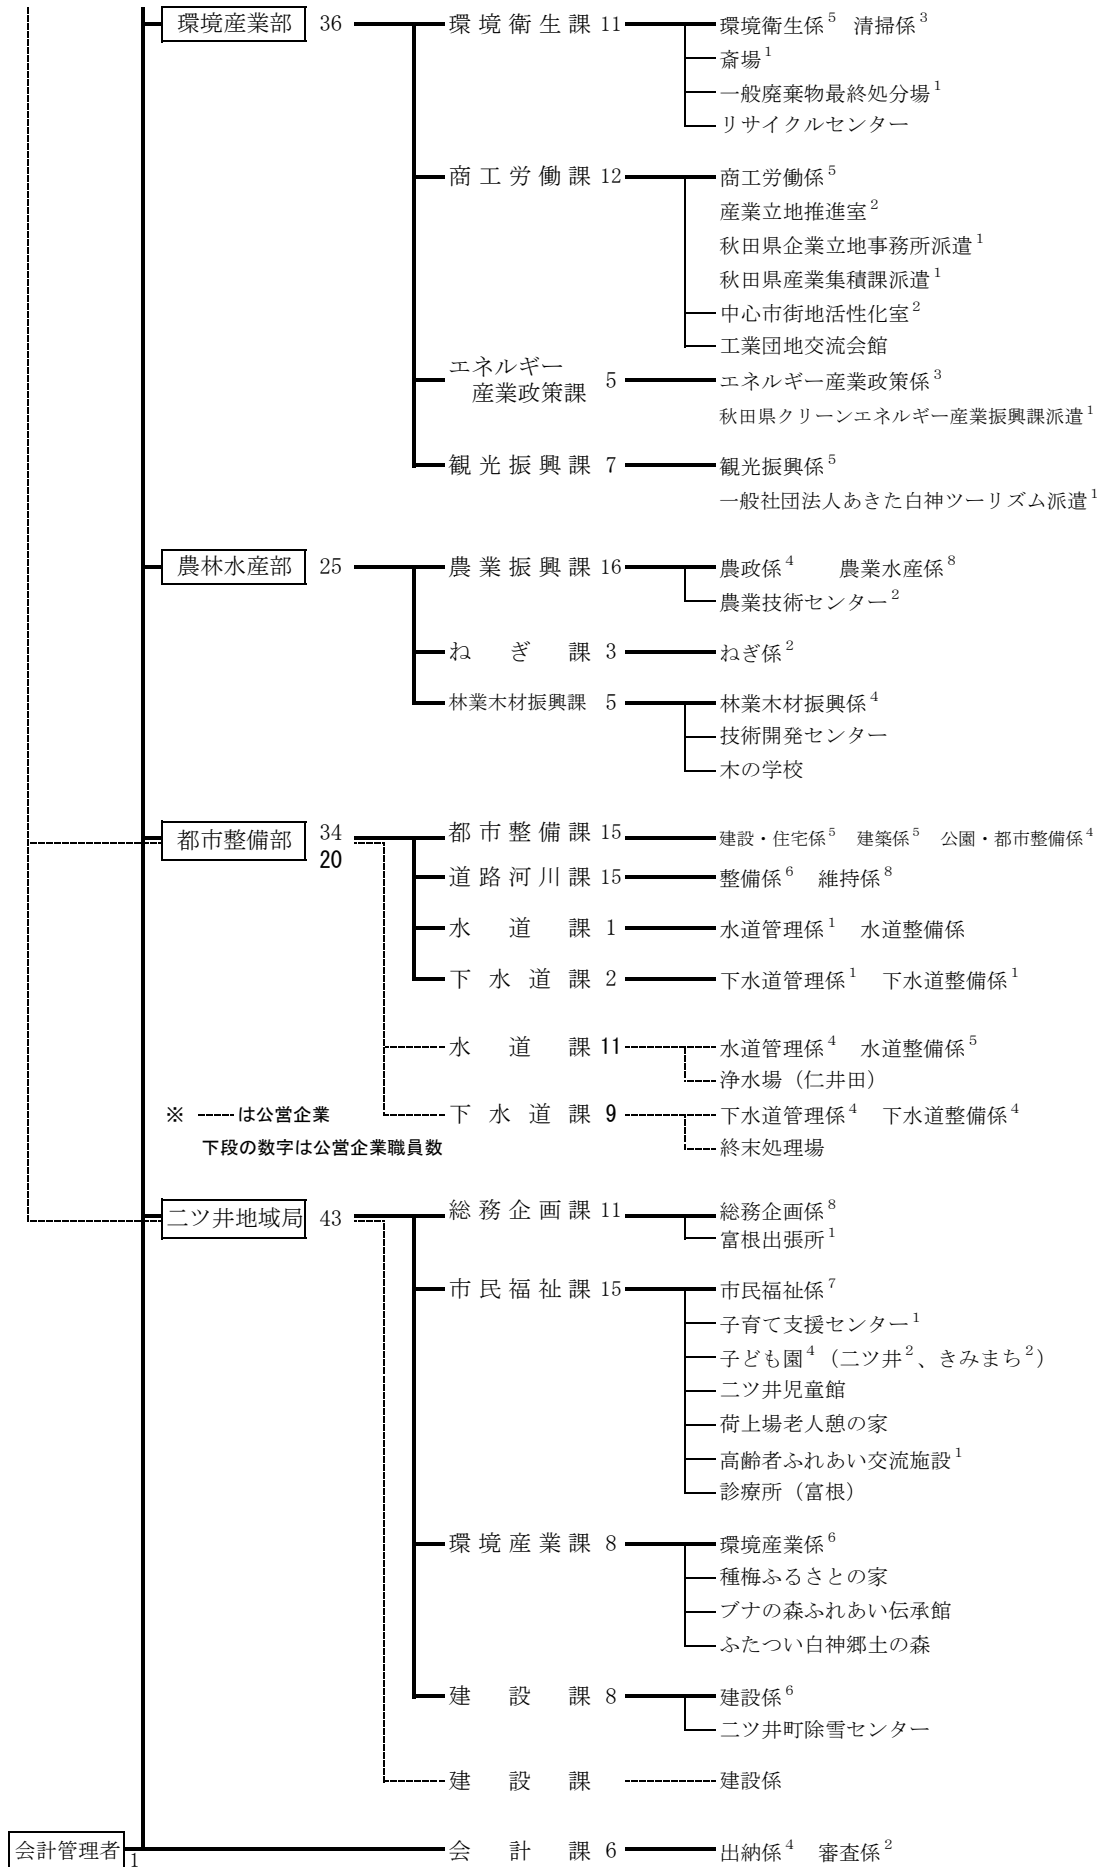 環境産業部 36 環境衛生課 11 環境衛生係5 清掃係3
斎場1
一般廃棄物最終処分場1
リサイクルセンター
商工労働課 12 商工労働係5
産業立地推進室2
秋田県企業立地事務所派遣1
秋田県産業集積課派遣1
中心市街地活性化室2
工業団地交流会館
エネルギー
産業政策課 5 エネルギー産業政策係3
秋田県クリーンエネルギー産業振興課派遣1
観光振興課 7 観光振興係5
一般社団法人あきた白神ツーリズム派遣1
農林水産部 25 農業振興課 16 農政係4 農業水産係8
農業技術センター2
ねぎ課 3 ねぎ係2
林業木材振興課 5 林業木材振興係4
技術開発センター
木の学校
都市整備部 34 都市整備課 15 建設・住宅係5 建築係5 公園・都市整備係4
20
道路河川課 15 整備係6 維持係8
水道課 1 水道管理係1 水道整備係
下水道課 2 下水道管理係1 下水道整備係1
水道課 11 水道管理係4 水道整備係5
浄水場（仁井田）
※ -----は公営企業 下水道課 9 下水道管理係4 下水道整備係4
下段の数字は公営企業職員数
終末処理場
二ツ井地域局 43 総務企画課 11 総務企画係8
富根出張所1
市民福祉課 15 市民福祉係7
子育て支援センター1
子ども園4（二ツ井2、きみまち2）
二ツ井児童館
荷上場老人憩の家
高齢者ふれあい交流施設1
診療所（富根）
環境産業課 8 環境産業係6
種梅ふるさとの家
ブナの森ふれあい伝承館
ふたつい白神郷土の森
建設課 8 建設係6
二ツ井町除雪センター
建設課 建設係
会計管理者 1 会計課 6 出納係4 審査係2